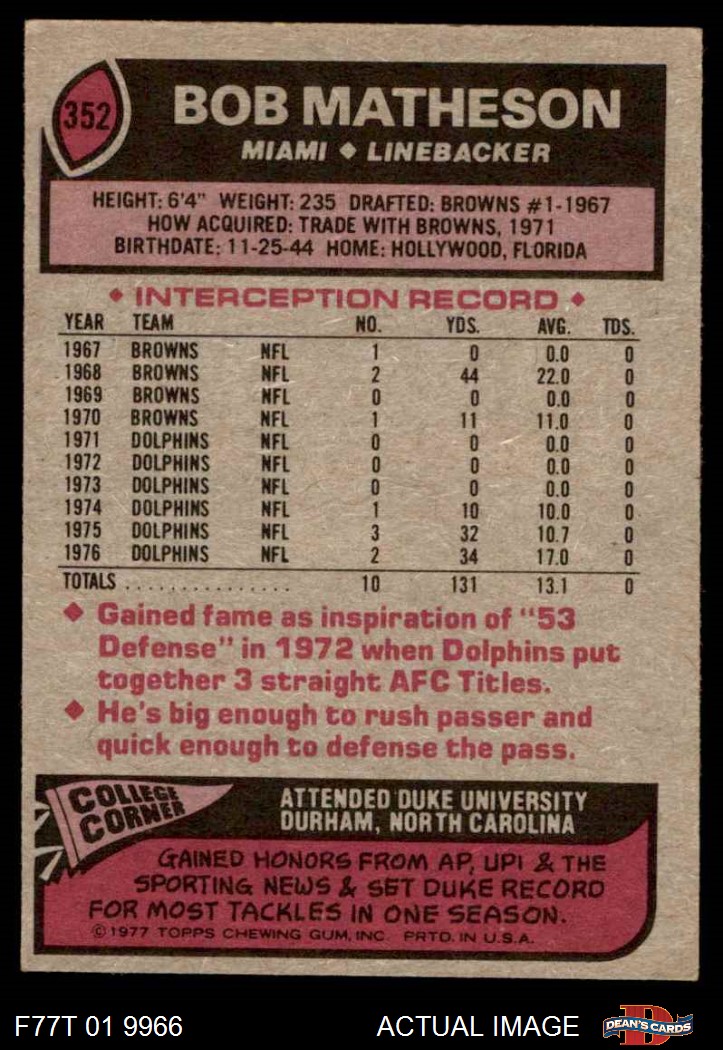 352
BOB MATHESON
MIAMI ◆ LINEBACKER
HEIGHT: 6'4" WEIGHT: 235 DRAFTED: BROWNS #1-1967
HOW ACQUIRED: TRADE WITH BROWNS, 1971
BIRTHDATE: 11-25-44 HOME: HOLLYWOOD, FLORIDA
◆ INTERCEPTION RECORD ◆
YEAR TEAM NO. YDS. AVG. TDS.
1967 BROWNS NFL 1 0 0.0 0
1968 BROWNS NFL 2 44 22.0 0
1969 BROWNS NFL 0 0 0.0 0
1970 BROWNS NFL 1 11 11.0 0
1971 DOLPHINS NFL 0 0 0.0 0
1972 DOLPHINS NFL 0 0 0.0 0
1973 DOLPHINS NFL 0 0 0.0 0
1974 DOLPHINS NFL 1 10 10.0 0
1975 DOLPHINS NFL 3 32 10.7 0
1976 DOLPHINS NFL 2 34 17.0 0
TOTALS ................ 10 131 13.1 0
◆ Gained fame as inspiration of "53
Defense" in 1972 when Dolphins put
together 3 straight AFC Titles.
◆ He's big enough to rush passer and
quick enough to defense the pass.
COLLEGE
CORNER
ATTENDED DUKE UNIVERSITY
DURHAM, NORTH CAROLINA
GAINED HONORS FROM AP, UPI & THE
SPORTING NEWS & SET DUKE RECORD
FOR MOST TACKLES IN ONE SEASON.
© 1977 TOPPS CHEWING GUM, INC. PRTD. IN U.S.A.
F77T 01 9966 ACTUAL IMAGE
D
DEAN'S CARDS